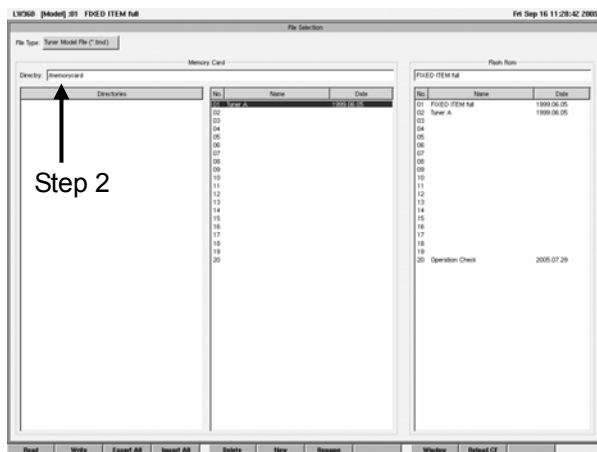 LW360 [Model] :01 FIXED ITEM full Fri Sep 16 11:28:42 2005
File Selection
File Type: Tuner Model File (*.tmd)
Memory Card
Directry: /memorycard
Directories
No. Name Date
01 Tuner A 1999.06.05
02
03
04
05
06
07
08
09
10
11
12
13
14
15
16
17
18
19
20
Flash Rom
FIXED ITEM full
No. Name Date
01 FIXED ITEM full 1999.06.05
02 Tuner A 1999.06.05
03
04
05
06
07
08
09
10
11
12
13
14
15
16
17
18
19
20 Operation Check 2005.07.29
Step 2
Read Write Export All Import All Delete New Rename Window Reload CF